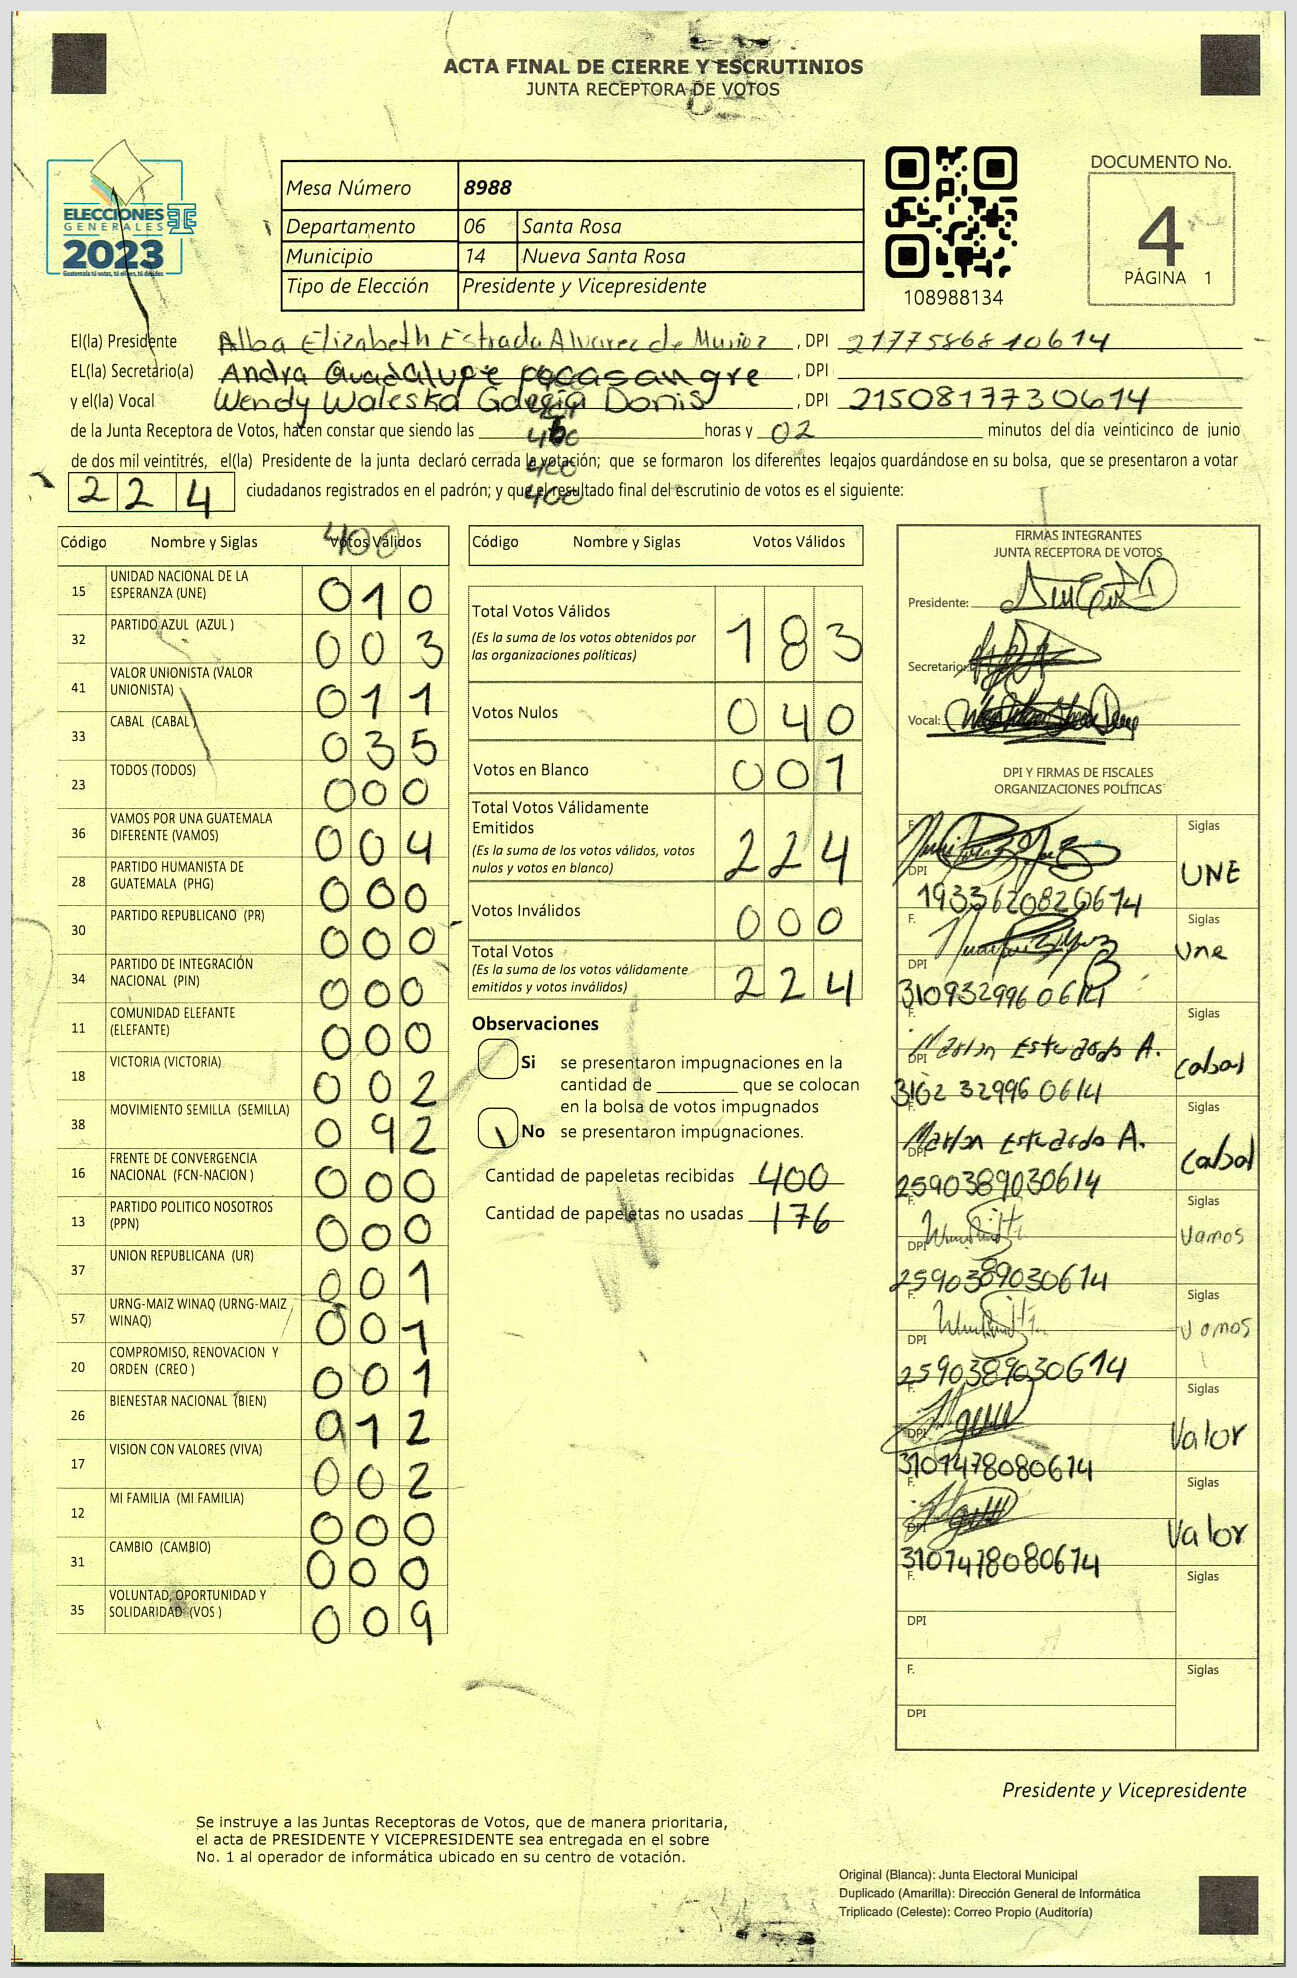 ACTA FINAL DE CIERRE Y ESCRUTINIOS
JUNTA RECEPTORA DE VOTOS
ELECCIONES
GENERALES
2023
Guatemala tú votas, tú eliges, tú decides
Mesa Número 8988
Departamento 06 Santa Rosa
Municipio 14 Nueva Santa Rosa
Tipo de Elección Presidente y Vicepresidente
108988134
DOCUMENTO No.
4
PÁGINA 1
El(la) Presidente Alba Elizabeth Estrada Alvarez de Muñoz, DPI 2177586810614
EL(la) Secretario(a) Andra Guadalupe pocasangre, DPI
y el(la) Vocal Wendy Waleska Donis, DPI 2150817730614
de la Junta Receptora de Votos, hacen constar que siendo las horas y 02 minutos del día veinticinco de junio
de dos mil veintitrés, el(la) Presidente de la junta declaró cerrada la votación; que se formaron los diferentes legajos guardándose en su bolsa, que se presentaron a votar
224 ciudadanos registrados en el padrón; y que el resultado final del escrutinio de votos es el siguiente:
400
400
400
Código Nombre y Siglas Votos Válidos
15 UNIDAD NACIONAL DE LA ESPERANZA (UNE) 010
32 PARTIDO AZUL (AZUL ) 003
41 VALOR UNIONISTA (VALOR UNIONISTA) 011
33 CABAL (CABAL) 035
23 TODOS (TODOS) 000
36 VAMOS POR UNA GUATEMALA DIFERENTE (VAMOS) 004
28 PARTIDO HUMANISTA DE GUATEMALA (PHG) 000
30 PARTIDO REPUBLICANO (PR) 000
34 PARTIDO DE INTEGRACIÓN NACIONAL (PIN) 000
11 COMUNIDAD ELEFANTE (ELEFANTE) 000
18 VICTORIA (VICTORIA) 002
38 MOVIMIENTO SEMILLA (SEMILLA) 092
16 FRENTE DE CONVERGENCIA NACIONAL (FCN-NACION ) 000
13 PARTIDO POLITICO NOSOTROS (PPN) 000
37 UNION REPUBLICANA (UR) 001
57 URNG-MAIZ WINAQ (URNG-MAIZ WINAQ) 001
20 COMPROMISO, RENOVACION Y ORDEN (CREO ) 001
26 BIENESTAR NACIONAL (BIEN) 012
17 VISION CON VALORES (VIVA) 002
12 MI FAMILIA (MI FAMILIA) 000
31 CAMBIO (CAMBIO) 000
35 VOLUNTAD, OPORTUNIDAD Y SOLIDARIDAD (VOS ) 009
Código Nombre y Siglas Votos Válidos
Total Votos Válidos 183
(Es la suma de los votos obtenidos por
las organizaciones políticas)
Votos Nulos 040
Votos en Blanco 001
Total Votos Válidamente
Emitidos 224
(Es la suma de los votos válidos, votos
nulos y votos en blanco)
Votos Inválidos 000
Total Votos 224
(Es la suma de los votos válidamente
emitidos y votos inválidos)
Observaciones
Si se presentaron impugnaciones en la
cantidad de que se colocan
en la bolsa de votos impugnados
No se presentaron impugnaciones.
Cantidad de papeletas recibidas 400
Cantidad de papeletas no usadas 176
FIRMAS INTEGRANTES
JUNTA RECEPTORA DE VOTOS
Presidente:
Secretario:
Vocal:
DPI Y FIRMAS DE FISCALES
ORGANIZACIONES POLÍTICAS
F. Siglas
DPI 1933620820614 UNE
F. Siglas
DPI 3109329960614 Une
F. Marlon Estuardo A. Siglas
DPI 3102329960614 Cabal
F. Marlon Estuardo A. Siglas
DPI 2590389030614 Cabal
F. Siglas
DPI 2590389030614 Vamos
F. Siglas
DPI 2590389030614 Vamos
F. Siglas
DPI 3107478080614 Valor
F. Siglas
DPI 3107478080614 Valor
F. Siglas
DPI
F. Siglas
DPI
Presidente y Vicepresidente
Se instruye a las Juntas Receptoras de Votos, que de manera prioritaria,
el acta de PRESIDENTE Y VICEPRESIDENTE sea entregada en el sobre
No. 1 al operador de informática ubicado en su centro de votación.
Original (Blanca): Junta Electoral Municipal
Duplicado (Amarilla): Dirección General de Informática
Triplicado (Celeste): Correo Propio (Auditoría)